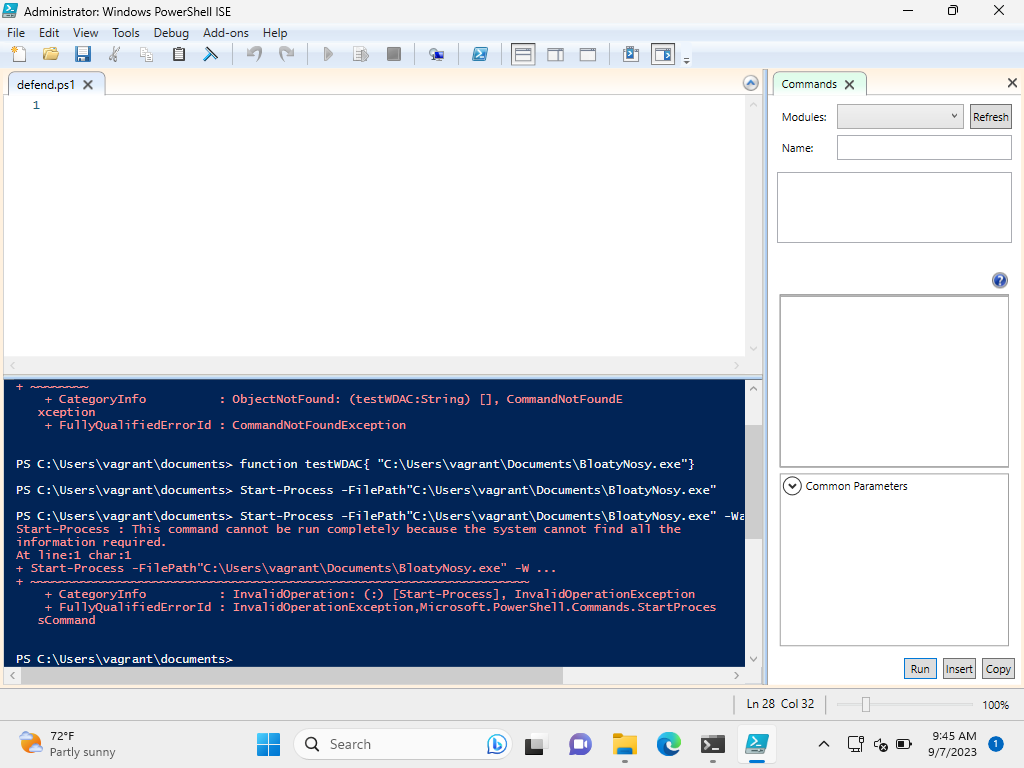 Administrator: Windows PowerShell ISE
File Edit View Tools Debug Add-ons Help
defend.ps1
Commands
1
Modules:
Refresh
Name:
+ ~~~~~~~~
+ CategoryInfo : ObjectNotFound: (testWDAC:String) [], CommandNotFoundE
xception
+ FullyQualifiedErrorId : CommandNotFoundException
PS C:\Users\vagrant\documents> function testWDAC{ "C:\Users\vagrant\Documents\BloatyNosy.exe"}
PS C:\Users\vagrant\documents> Start-Process -FilePath"C:\Users\vagrant\Documents\BloatyNosy.exe"
PS C:\Users\vagrant\documents> Start-Process -FilePath"C:\Users\vagrant\Documents\BloatyNosy.exe" -Wa
Start-Process : This command cannot be run completely because the system cannot find all the
information required.
At line:1 char:1
+ Start-Process -FilePath"C:\Users\vagrant\Documents\BloatyNosy.exe" -W ...
+ ~~~~~~~~~~~~~~~~~~~~~~~~~~~~~~~~~~~~~~~~~~~~~~~~~~~~~~~~~~~~~~~~~~~~~
+ CategoryInfo : InvalidOperation: (:) [Start-Process], InvalidOperationException
+ FullyQualifiedErrorId : InvalidOperationException,Microsoft.PowerShell.Commands.StartProces
sCommand
PS C:\Users\vagrant\documents>
Common Parameters
Run Insert Copy
Ln 28 Col 32
100%
72°F
Partly sunny
Search
9:45 AM
9/7/2023
1